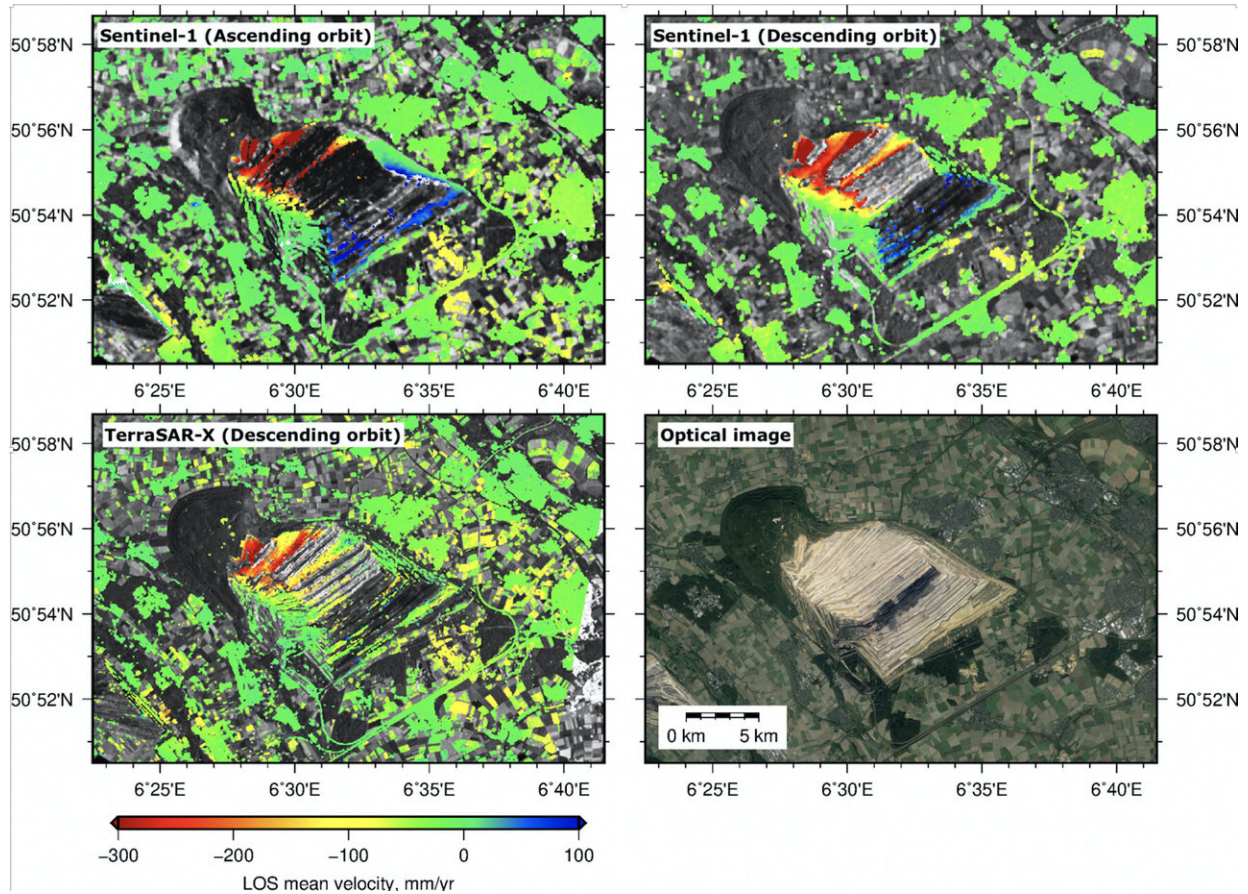 Sentinel-1 (Ascending orbit)
Sentinel-1 (Descending orbit)
50°58'N
50°58'N
50°56'N
50°56'N
50°54'N
50°54'N
50°52'N
50°52'N
6°25'E
6°30'E
6°35'E
6°40'E
6°25'E
6°30'E
6°35'E
6°40'E
TerraSAR-X (Descending orbit)
Optical image
50°58'N
50°58'N
50°56'N
50°56'N
50°54'N
50°54'N
50°52'N
50°52'N
0 km 5 km
6°25'E
6°30'E
6°35'E
6°40'E
6°25'E
6°30'E
6°35'E
6°40'E
−300 −200 −100 0 100
LOS mean velocity, mm/yr